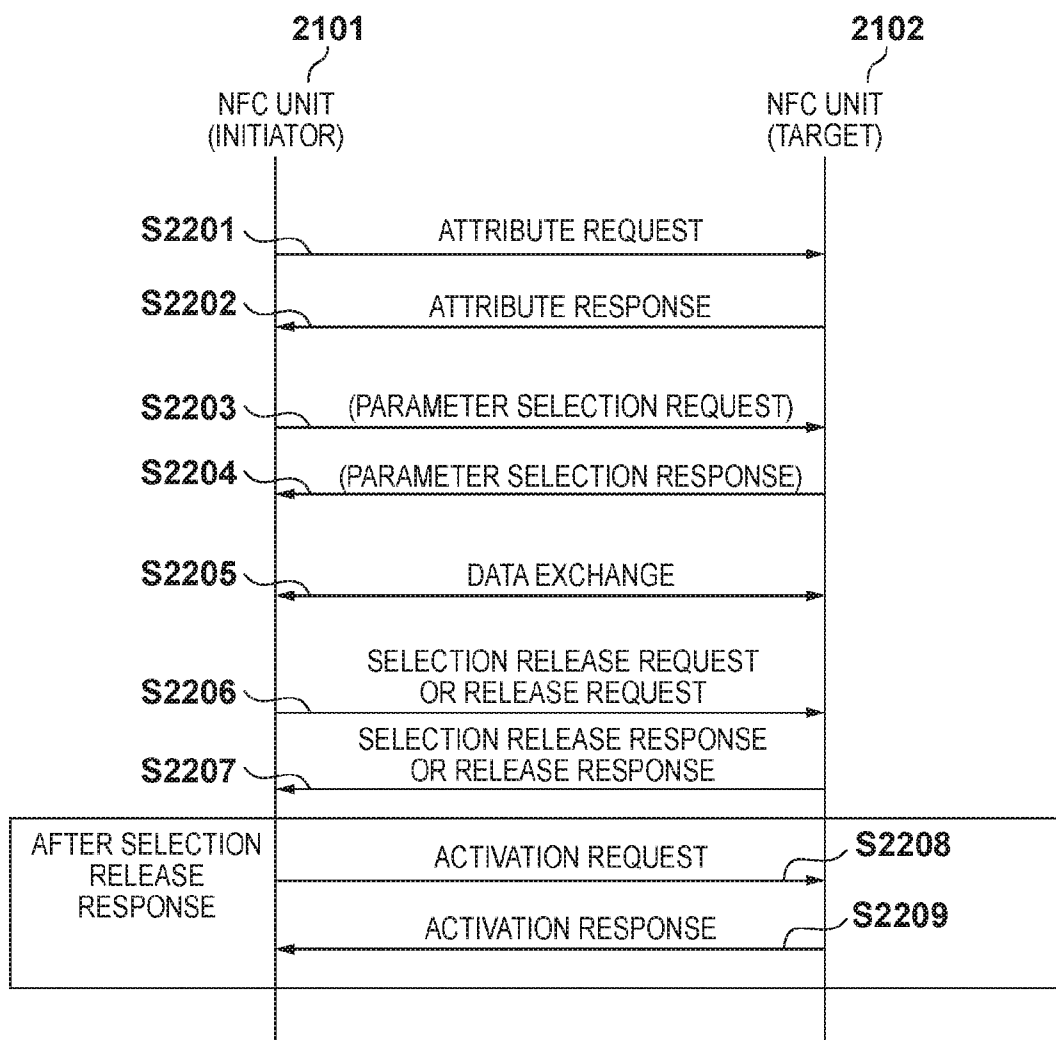 2101
2102
NFC UNIT
(INITIATOR)
NFC UNIT
(TARGET)
S2201
ATTRIBUTE REQUEST
S2202
ATTRIBUTE RESPONSE
S2203
(PARAMETER SELECTION REQUEST)
S2204
(PARAMETER SELECTION RESPONSE)
S2205
DATA EXCHANGE
SELECTION RELEASE REQUEST
OR RELEASE REQUEST
S2206
SELECTION RELEASE RESPONSE
OR RELEASE RESPONSE
S2207
AFTER SELECTION
RELEASE
RESPONSE
ACTIVATION REQUEST
S2208
ACTIVATION RESPONSE
S2209